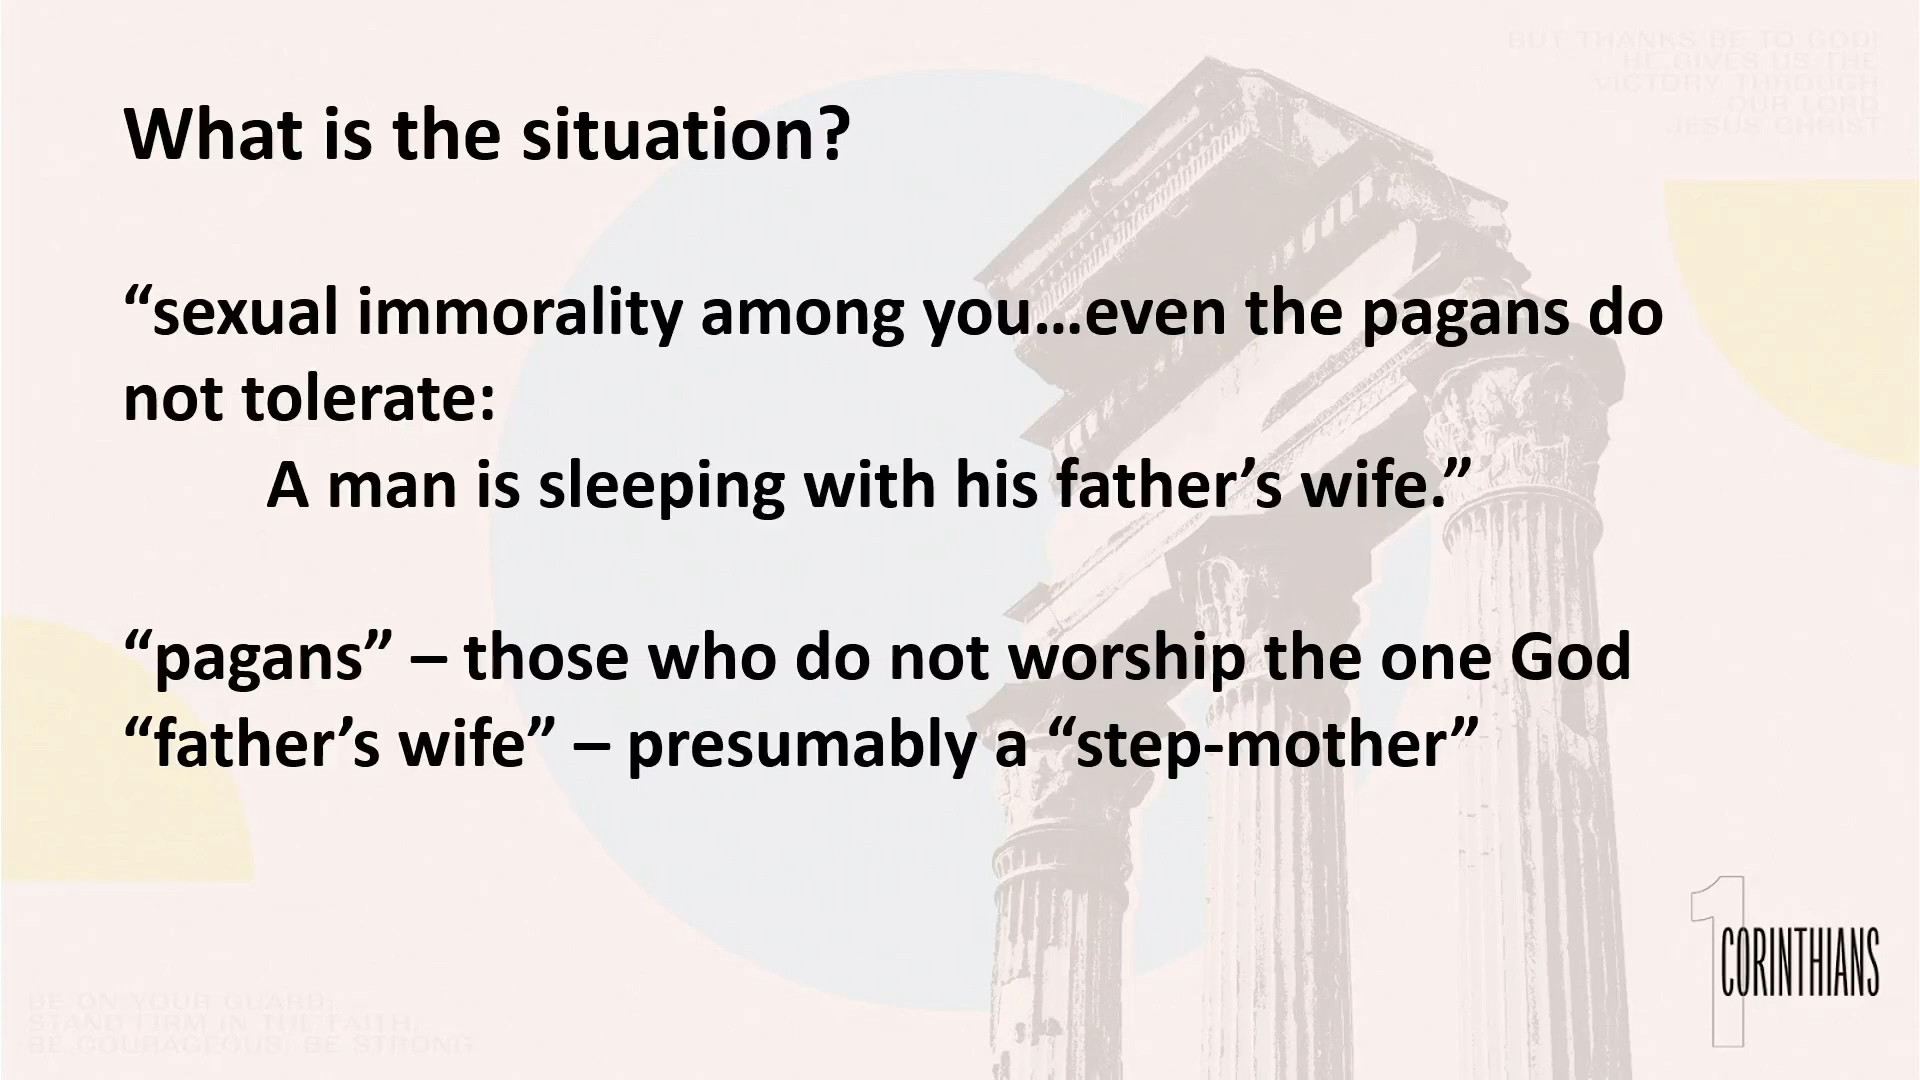 BUT THANKS BE TO GOD!
HE GIVES US THE
VICTORY THROUGH
OUR LORD
JESUS CHRIST
What is the situation?
“sexual immorality among you…even the pagans do
not tolerate:
A man is sleeping with his father’s wife.”
“pagans” – those who do not worship the one God
“father’s wife” – presumably a “step-mother”
1
CORINTHIANS
BE ON YOUR GUARD;
STAND FIRM IN THE FAITH;
BE COURAGEOUS; BE STRONG